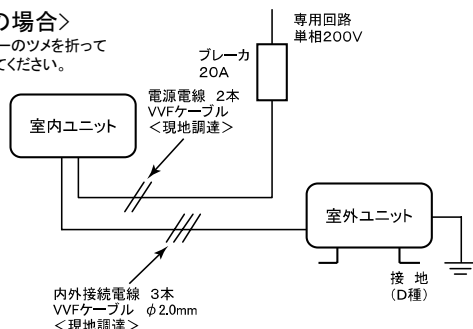 の場合>
ーのツメを折って
てください。
専用回路
単相200V
ブレーカ
20A
電源電線 2本
VVFケーブル
<現地調達>
室内ユニット
室外ユニット
接 地
(D種)
内外接続電線 3本
VVFケーブル φ2.0mm
<現地調達>